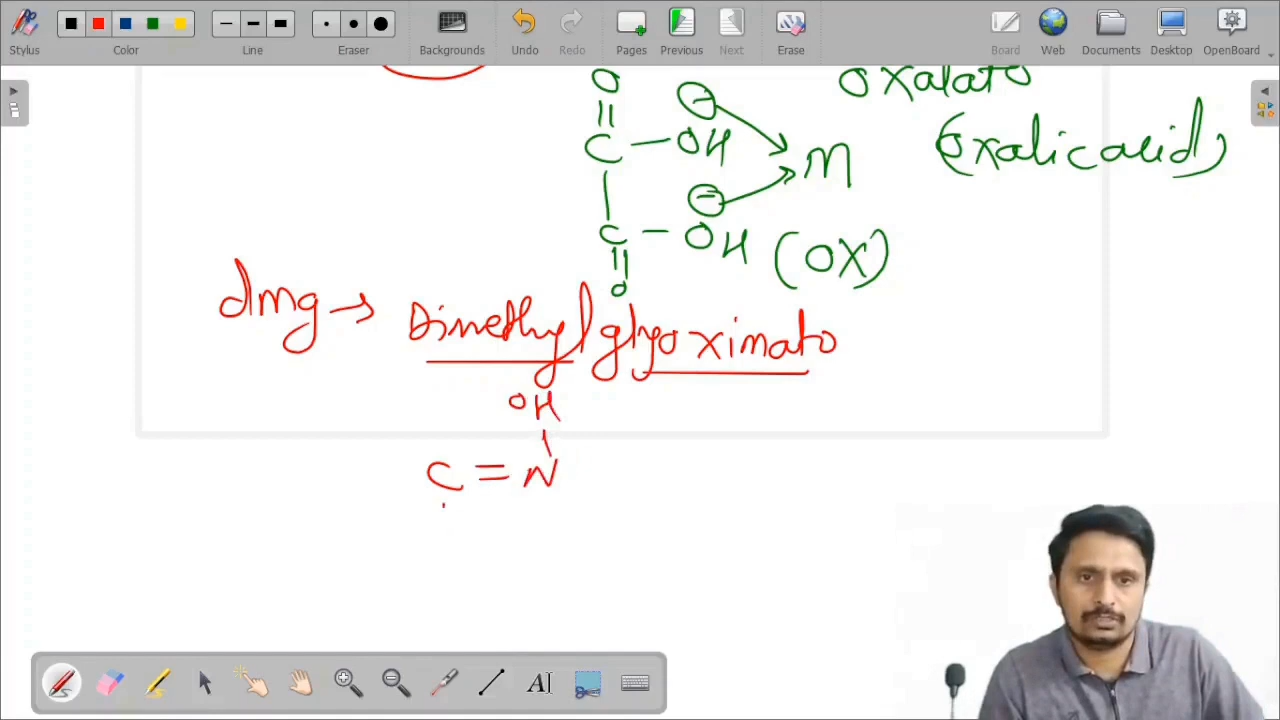 Stylus
Color
Line
Eraser
Backgrounds
Undo
Redo
Pages
Previous
Next
Erase
Board
Web
Documents
Desktop
OpenBoard
O
oxalato
C - OH
M
(oxalic acid)
C - OH
(OX)
O
dmg → Dimethylglyoximato
OH
C = N
AI